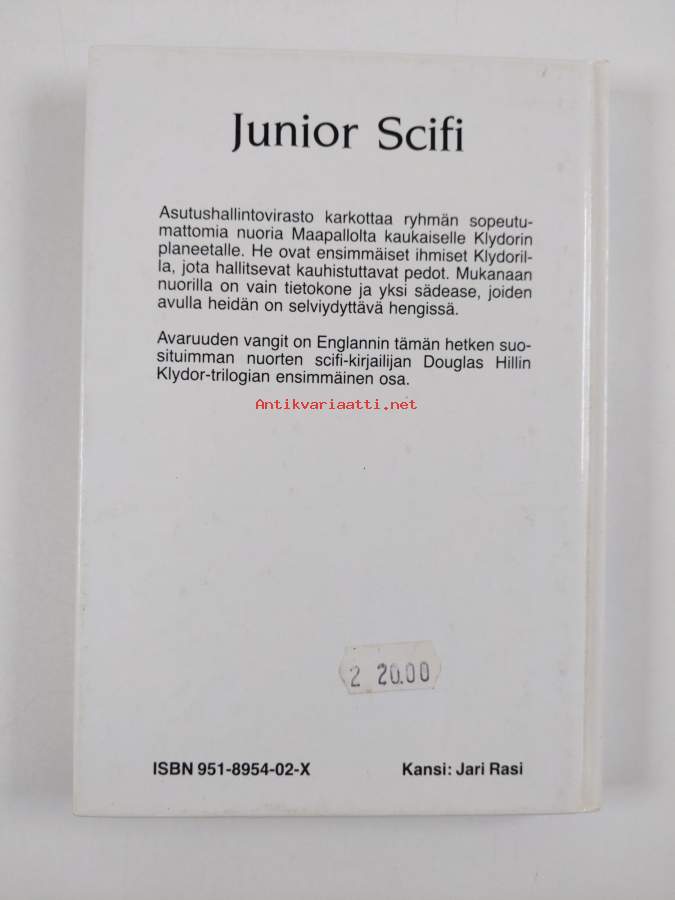 Junior Scifi
Asutushallintovirasto karkottaa ryhmän sopeutu-
mattomia nuoria Maapallolta kaukaiselle Klydorin
planeetalle. He ovat ensimmäiset ihmiset Klydoril-
la, jota hallitsevat kauhistuttavat pedot. Mukanaan
nuorilla on vain tietokone ja yksi sädease, joiden
avulla heidän on selviydyttävä hengissä.
Avaruuden vangit on Englannin tämän hetken suo-
situimman nuorten scifi-kirjailijan Douglas Hillin
Klydor-trilogian ensimmäinen osa.
Antikvariaatti.net
2 20.00
ISBN 951-8954-02-X Kansi: Jari Rasi